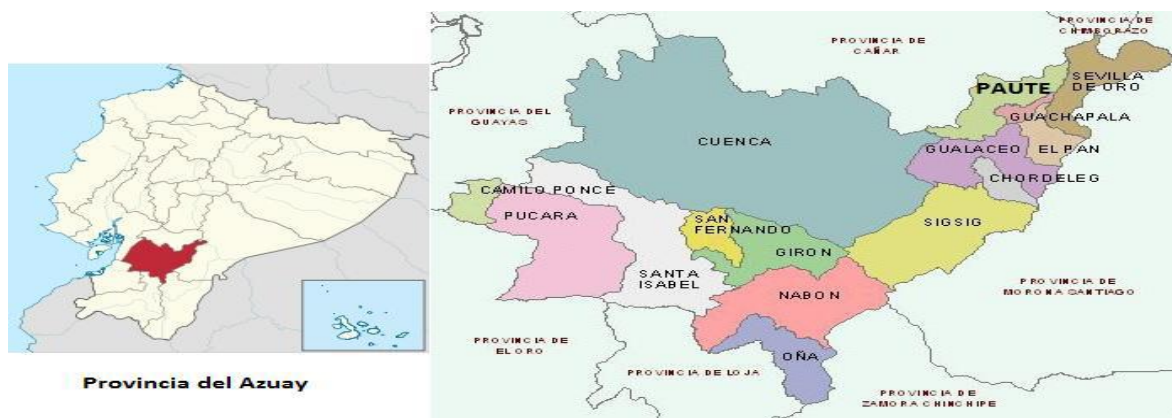 Provincia del Azuay
PROVINCIA DE
CHIMBORAZO
PROVINCIA DE
CAÑAR
PROVINCIA DEL
GUAYAS
PAUTE
SEVILLA
DE ORO
GUACHAPALA
CUENCA
GUALACEO
EL PAN
CHORDELEG
CAMILO PONCE
PUCARA
SAN
FERNANDO
SIGSIG
GIRON
SANTA
ISABEL
NABON
PROVINCIA DE
MORONA SANTIAGO
PROVINCIA DE
EL ORO
OÑA
PROVINCIA DE LOJA
PROVINCIA DE
ZAMORA CHINCHIPE